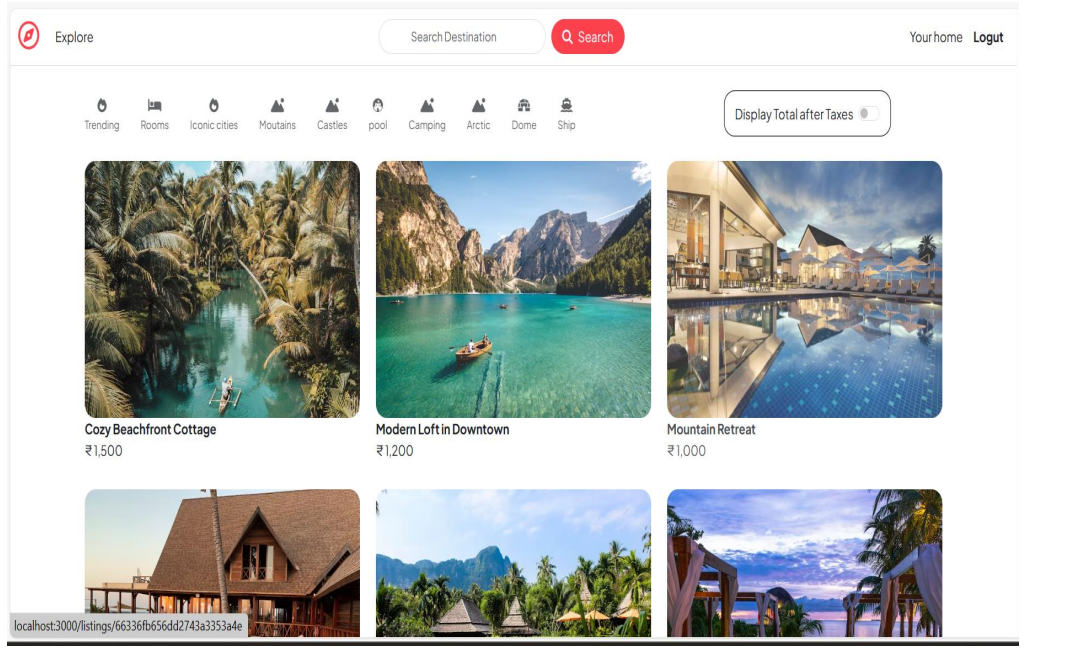 Explore
Search Destination
Search
Your home Logut
Trending Rooms Iconic cities Moutains Castles pool Camping Arctic Dome Ship
Display Total after Taxes
Cozy Beachfront Cottage
₹1,500
Modern Loft in Downtown
₹1,200
Mountain Retreat
₹1,000
localhost:3000/listings/66336fb656dd2743a3353a4e